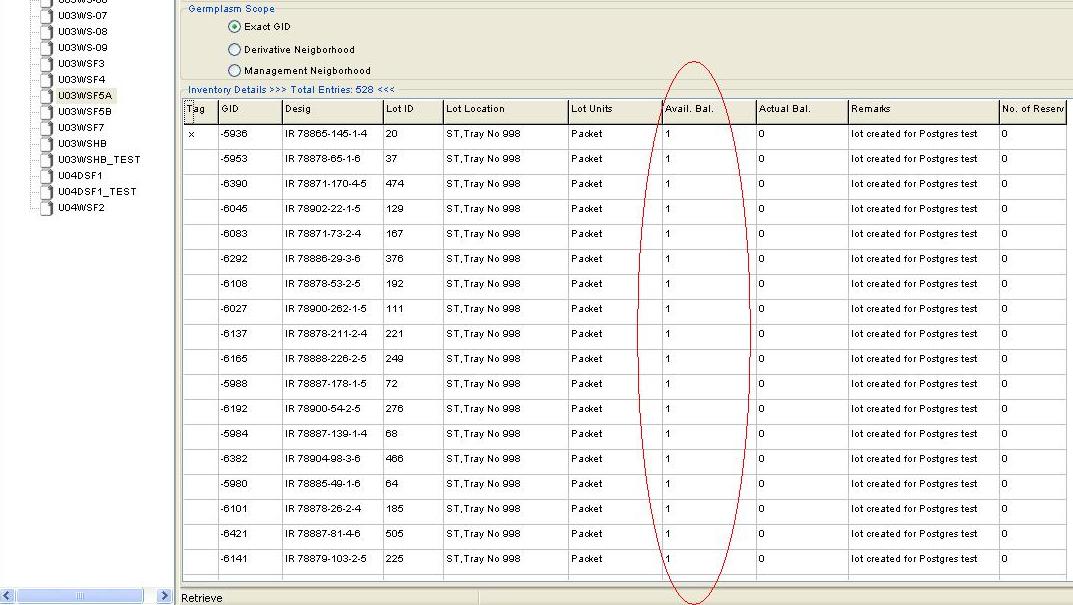 U03WS-07
U03WS-08
U03WS-09
U03WSF3
U03WSF4
U03WSF5A
U03WSF5B
U03WSF7
U03WSHB
U03WSHB_TEST
U04DSF1
U04DSF1_TEST
U04WSF2
Germplasm Scope
Exact GID
Derivative Neigborhood
Management Neigborhood
Inventory Details >>> Total Entries: 528 <<<
Tag GID Desig Lot ID Lot Location Lot Units Avail. Bal. Actual Bal. Remarks No. of Reserv
x -5936 IR 78865-145-1-4 20 ST,Tray No 998 Packet 1 0 lot created for Postgres test 0
-5953 IR 78878-65-1-6 37 ST,Tray No 998 Packet 1 0 lot created for Postgres test 0
-6390 IR 78871-170-4-5 474 ST,Tray No 998 Packet 1 0 lot created for Postgres test 0
-6045 IR 78902-22-1-5 129 ST,Tray No 998 Packet 1 0 lot created for Postgres test 0
-6083 IR 78871-73-2-4 167 ST,Tray No 998 Packet 1 0 lot created for Postgres test 0
-6292 IR 78886-29-3-6 376 ST,Tray No 998 Packet 1 0 lot created for Postgres test 0
-6108 IR 78878-53-2-5 192 ST,Tray No 998 Packet 1 0 lot created for Postgres test 0
-6027 IR 78900-262-1-5 111 ST,Tray No 998 Packet 1 0 lot created for Postgres test 0
-6137 IR 78878-211-2-4 221 ST,Tray No 998 Packet 1 0 lot created for Postgres test 0
-6165 IR 78888-226-2-5 249 ST,Tray No 998 Packet 1 0 lot created for Postgres test 0
-5988 IR 78887-178-1-5 72 ST,Tray No 998 Packet 1 0 lot created for Postgres test 0
-6192 IR 78900-54-2-5 276 ST,Tray No 998 Packet 1 0 lot created for Postgres test 0
-5984 IR 78887-139-1-4 68 ST,Tray No 998 Packet 1 0 lot created for Postgres test 0
-6382 IR 78904-98-3-6 466 ST,Tray No 998 Packet 1 0 lot created for Postgres test 0
-5980 IR 78885-49-1-6 64 ST,Tray No 998 Packet 1 0 lot created for Postgres test 0
-6101 IR 78878-26-2-4 185 ST,Tray No 998 Packet 1 0 lot created for Postgres test 0
-6421 IR 78887-81-4-6 505 ST,Tray No 998 Packet 1 0 lot created for Postgres test 0
-6141 IR 78879-103-2-5 225 ST,Tray No 998 Packet 1 0 lot created for Postgres test 0
Retrieve